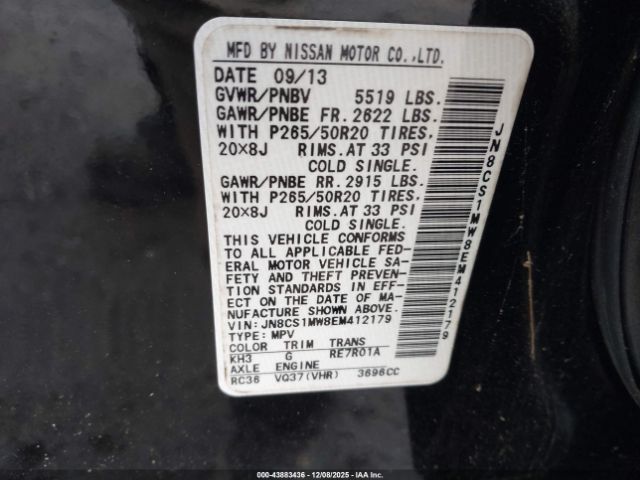 MFD BY NISSAN MOTOR CO.,LTD.
DATE 09/13
GVWR/PNBV 5519 LBS.
GAWR/PNBE FR. 2622 LBS.
WITH P265/50R20 TIRES,
20×8J RIMS. AT 33 PSI
COLD SINGLE.
GAWR/PNBE RR. 2915 LBS.
WITH P265/50R20 TIRES,
20×8J RIMS. AT 33 PSI
COLD SINGLE.
THIS VEHICLE CONFORMS
TO ALL APPLICABLE FED-
ERAL MOTOR VEHICLE SA-
FETY AND THEFT PREVEN-
TION STANDARDS IN EFF-
ECT ON THE DATE OF MA-
NUFACTURE SHOWN ABOVE.
VIN: JN8CS1MW8EM412179
TYPE: MPV
COLOR TRIM TRANS
KH3 G RE7R01A
AXLE ENGINE
RC36 VQ37(VHR) 3696CC
JN8CS1MW8EM412179
000-43883436 - 12/08/2025 - IAA Inc.